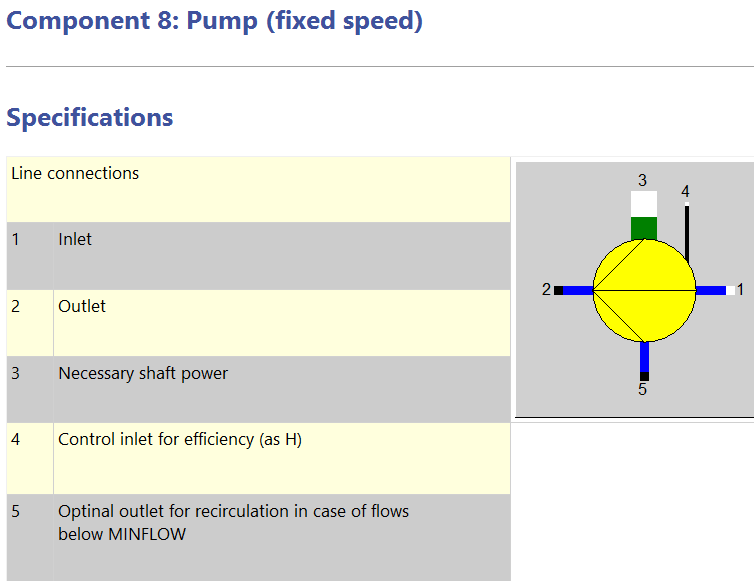 Component 8: Pump (fixed speed)
Specifications
Line connections
1 Inlet
2 Outlet
3 Necessary shaft power
4 Control inlet for efficiency (as H)
5 Optinal outlet for recirculation in case of flows
below MINFLOW
3
4
2
1
5